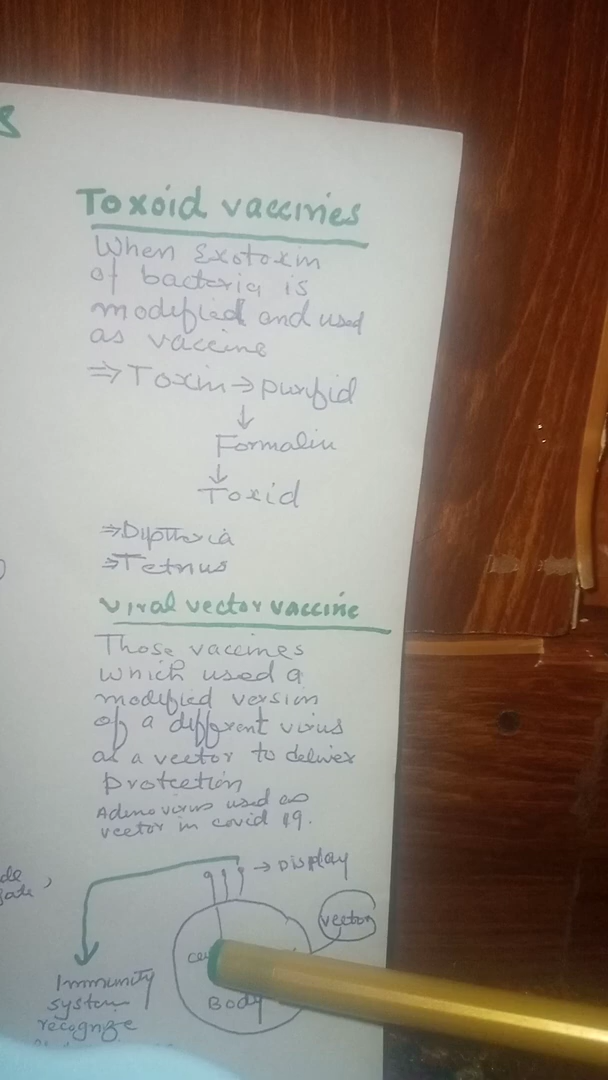 Toxoid vaccines
When Exotoxin
of bacteria is
modified and used
as vaccine
⇒ Toxin → purifid
↓
Formalin
↓
Toxid
⇒ Diptheria
⇒ Tetnus
viral vector vaccine
Those vaccines
which used a
modified version
of a different virus
as a vector to deliver
protection
Adenovirus used as
vector in covid 19.
→ Display
vector
Body
Immunity
system
recognize